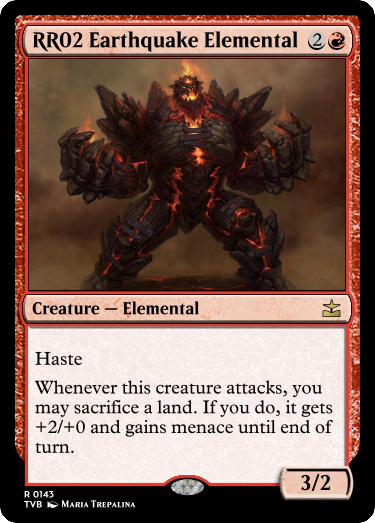 RR02 Earthquake Elemental 2
Creature — Elemental
Haste
Whenever this creature attacks, you
may sacrifice a land. If you do, it gets
+2/+0 and gains menace until end of
turn.
3/2
R 0143
TVB Maria Trepalina